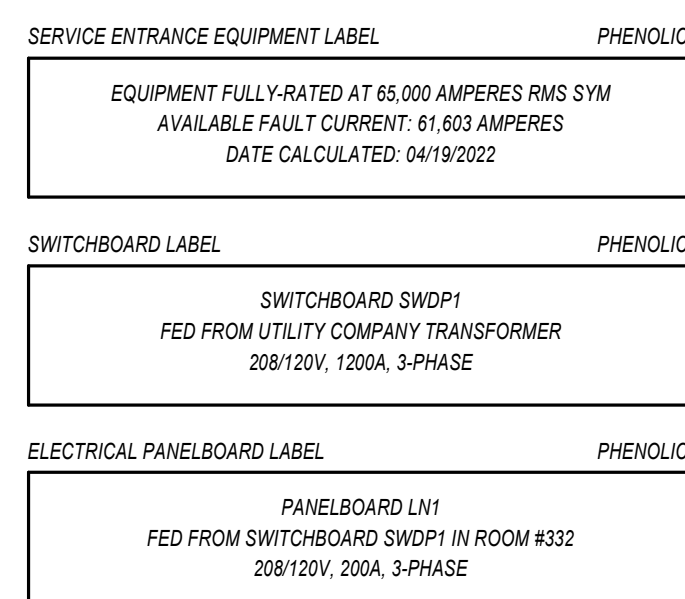 SERVICE ENTRANCE EQUIPMENT LABEL PHENOLIC
EQUIPMENT FULLY-RATED AT 65,000 AMPERES RMS SYM
AVAILABLE FAULT CURRENT: 61,603 AMPERES
DATE CALCULATED: 04/19/2022
SWITCHBOARD LABEL PHENOLIC
SWITCHBOARD SWDP1
FED FROM UTILITY COMPANY TRANSFORMER
208/120V, 1200A, 3-PHASE
ELECTRICAL PANELBOARD LABEL PHENOLIC
PANELBOARD LN1
FED FROM SWITCHBOARD SWDP1 IN ROOM #332
208/120V, 200A, 3-PHASE